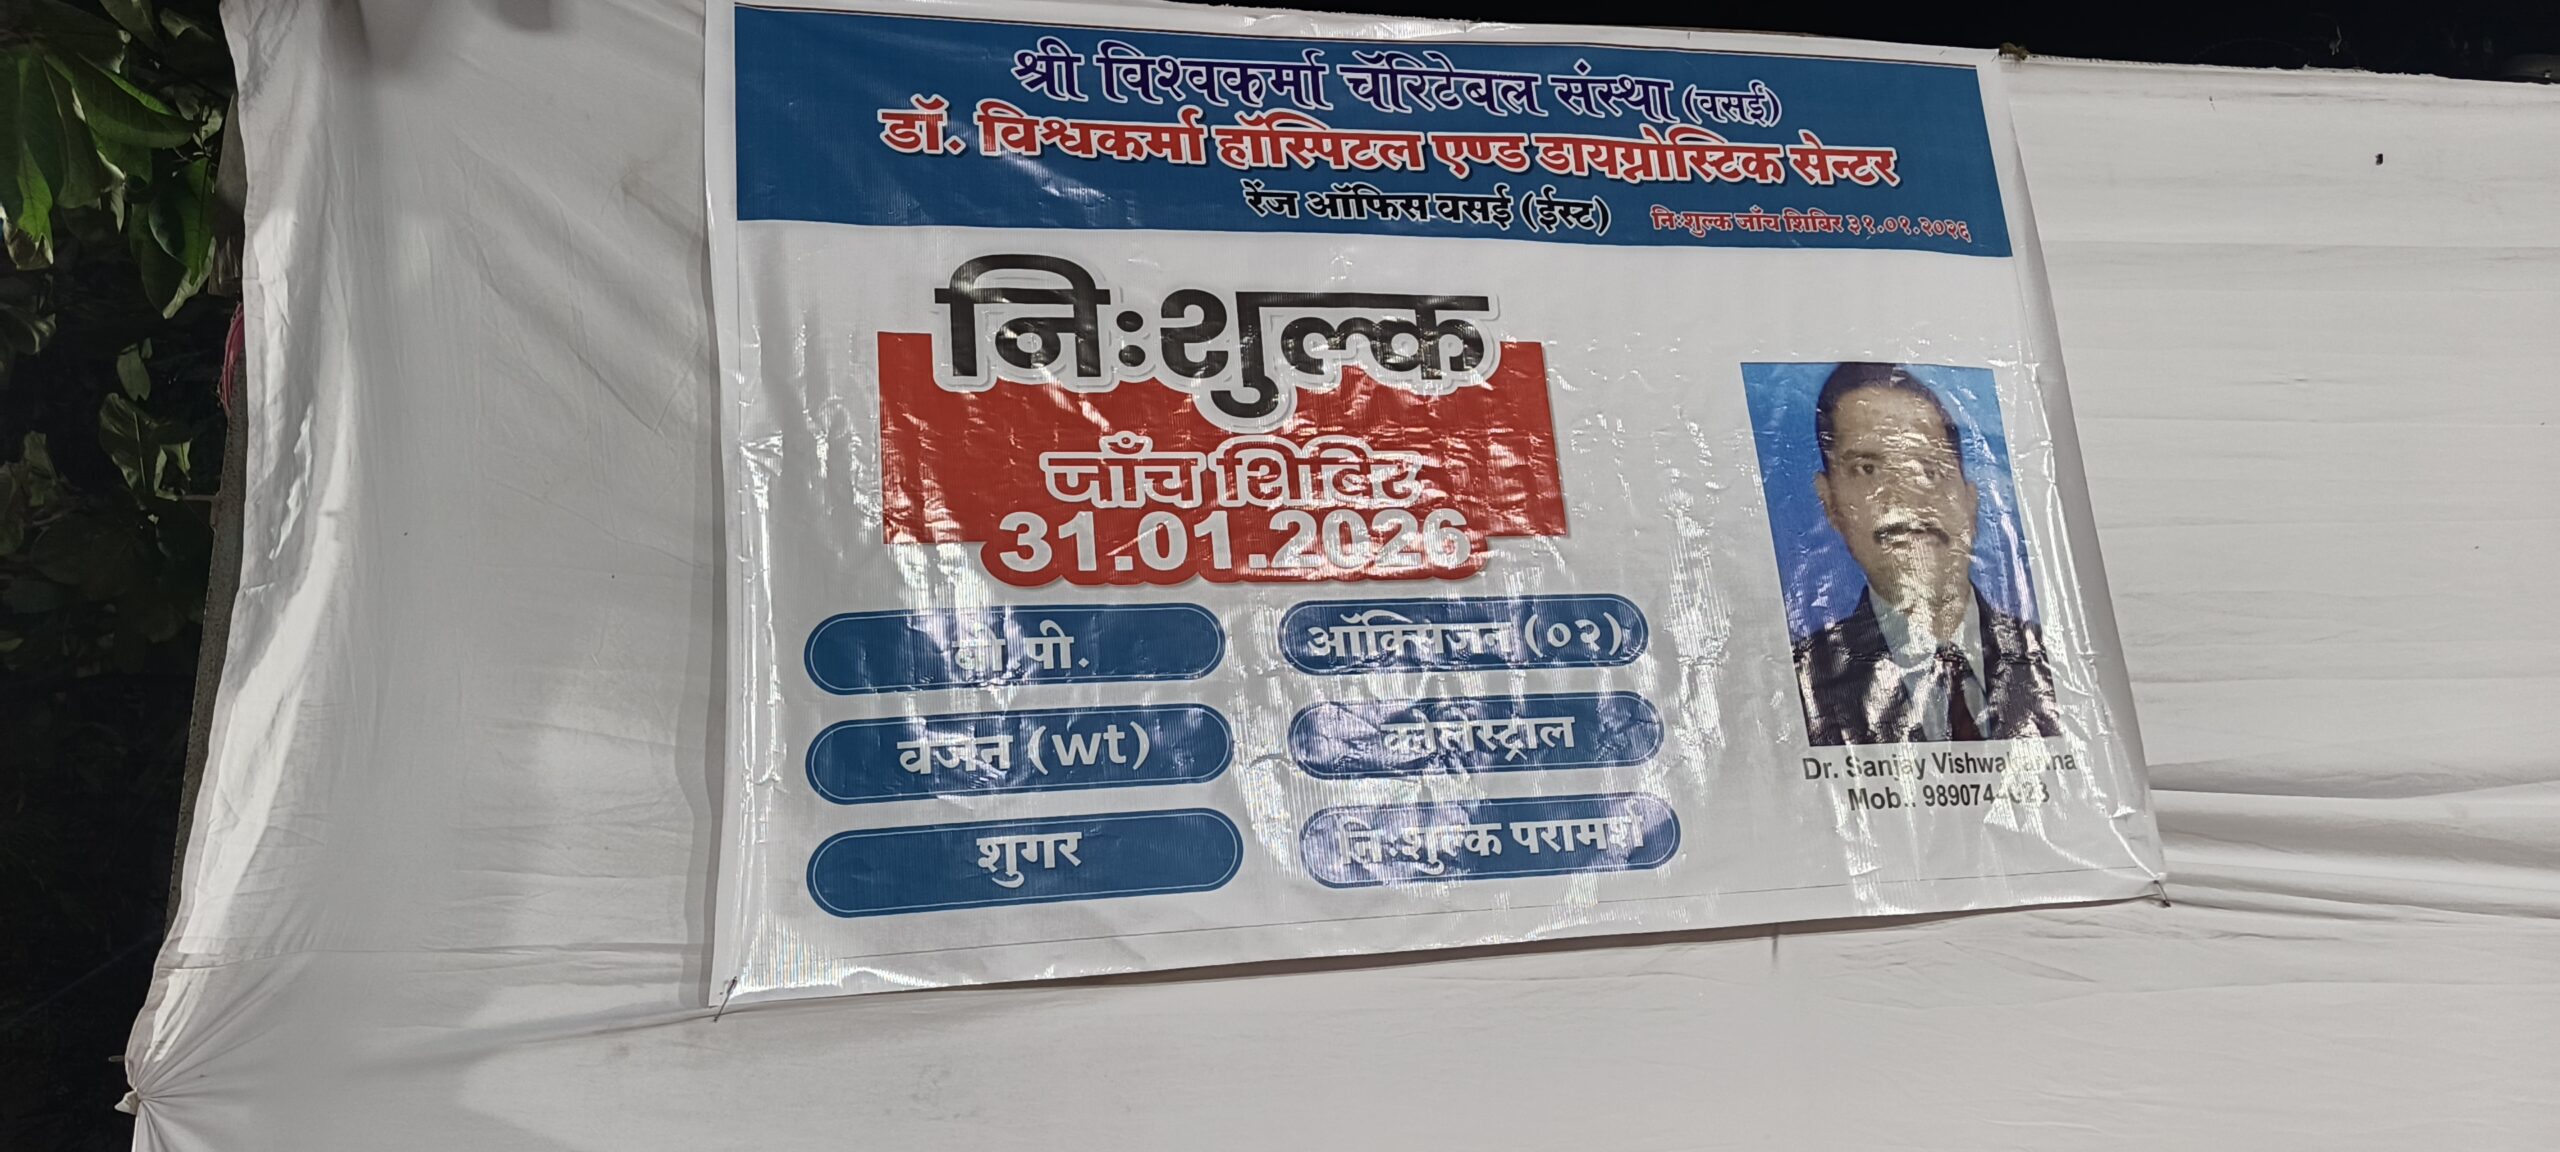 श्री विश्वकर्मा चॅरिटेबल संस्था (वसई)
डॉ. विश्वकर्मा हॉस्पिटल एण्ड डायग्नोस्टिक सेन्टर
रेंज ऑफिस वसई (ईस्ट)
निःशुल्क जाँच शिबिर ३१.०१.२०२६
निःशुल्क
जाँच शिबिर
31.01.2026
बी पी.
ऑक्सिजन (०२)
वजन (wt)
क्लेलेस्ट्राल
शुगर
निःशुल्क परामर्श
Dr. Sanjay Vishwakarma
Mob.: